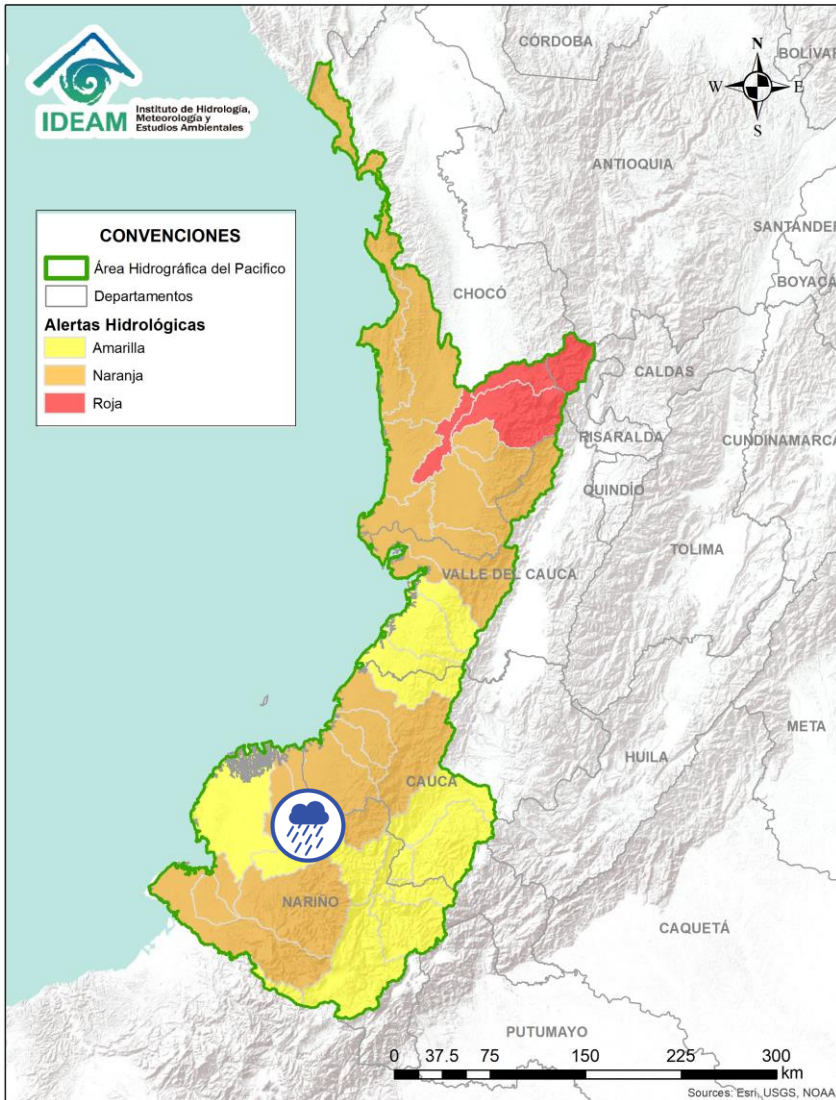 IDEAM
Instituto de Hidrología,
Meteorología y
Estudios Ambientales
N
W
E
S
CÓRDOBA
BOLÍVAR
ANTIOQUIA
SANTANDER
BOYACÁ
CHOCÓ
CALDAS
RISARALDA
CUNDINAMARCA
QUINDÍO
TOLIMA
VALLE DEL CAUCA
META
HUILA
CAUCA
NARIÑO
CAQUETÁ
PUTUMAYO
CONVENCIONES
Área Hidrográfica del Pacifico
Departamentos
Alertas Hidrológicas
Amarilla
Naranja
Roja
0 37.5 75 150 225 300
km
Sources: Esri, USGS, NOAA